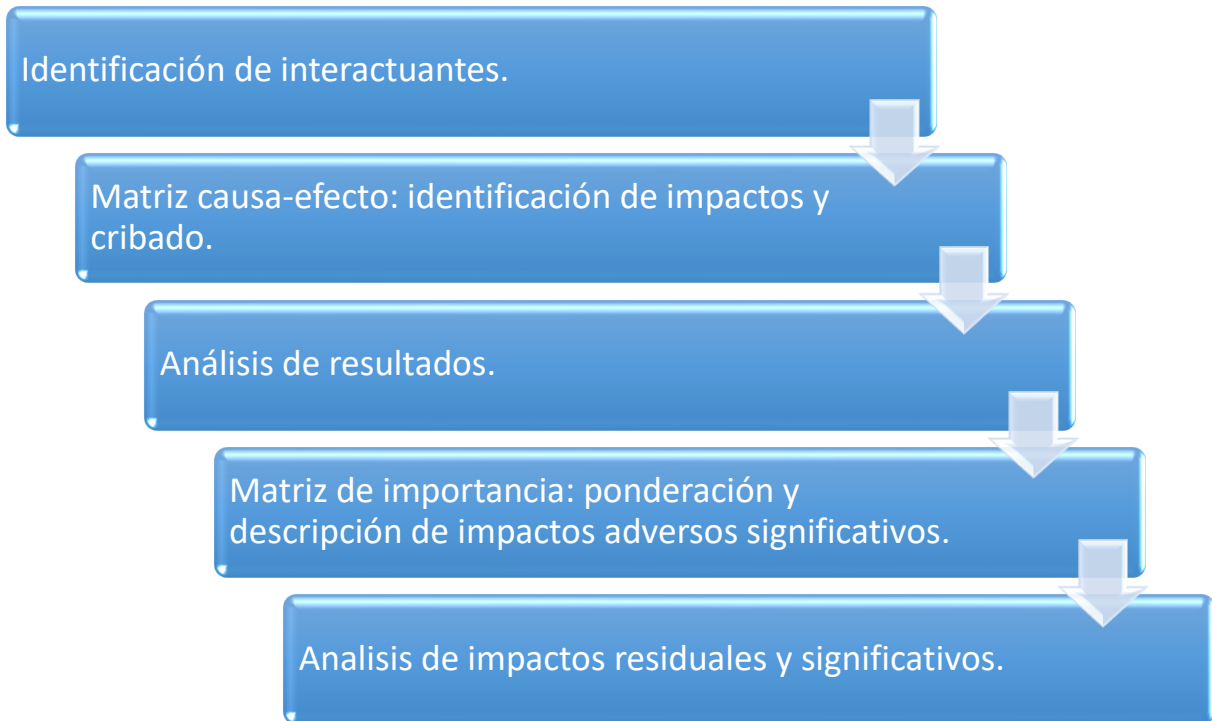 Identificación de interactuantes.
Matriz causa-efecto: identificación de impactos y
cribado.
Análisis de resultados.
Matriz de importancia: ponderación y
descripción de impactos adversos significativos.
Analisis de impactos residuales y significativos.